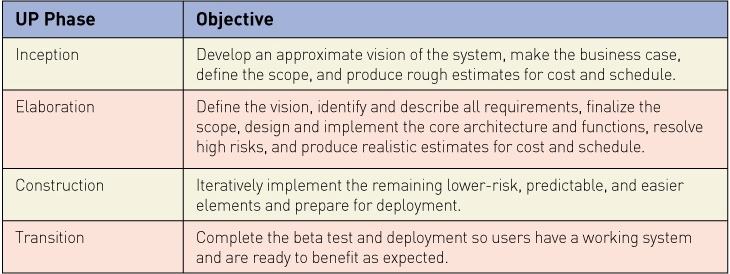 UP Phase Objective
Inception Develop an approximate vision of the system, make the business case,
define the scope, and produce rough estimates for cost and schedule.
Elaboration Define the vision, identify and describe all requirements, finalize the
scope, design and implement the core architecture and functions, resolve
high risks, and produce realistic estimates for cost and schedule.
Construction Iteratively implement the remaining lower-risk, predictable, and easier
elements and prepare for deployment.
Transition Complete the beta test and deployment so users have a working system
and are ready to benefit as expected.